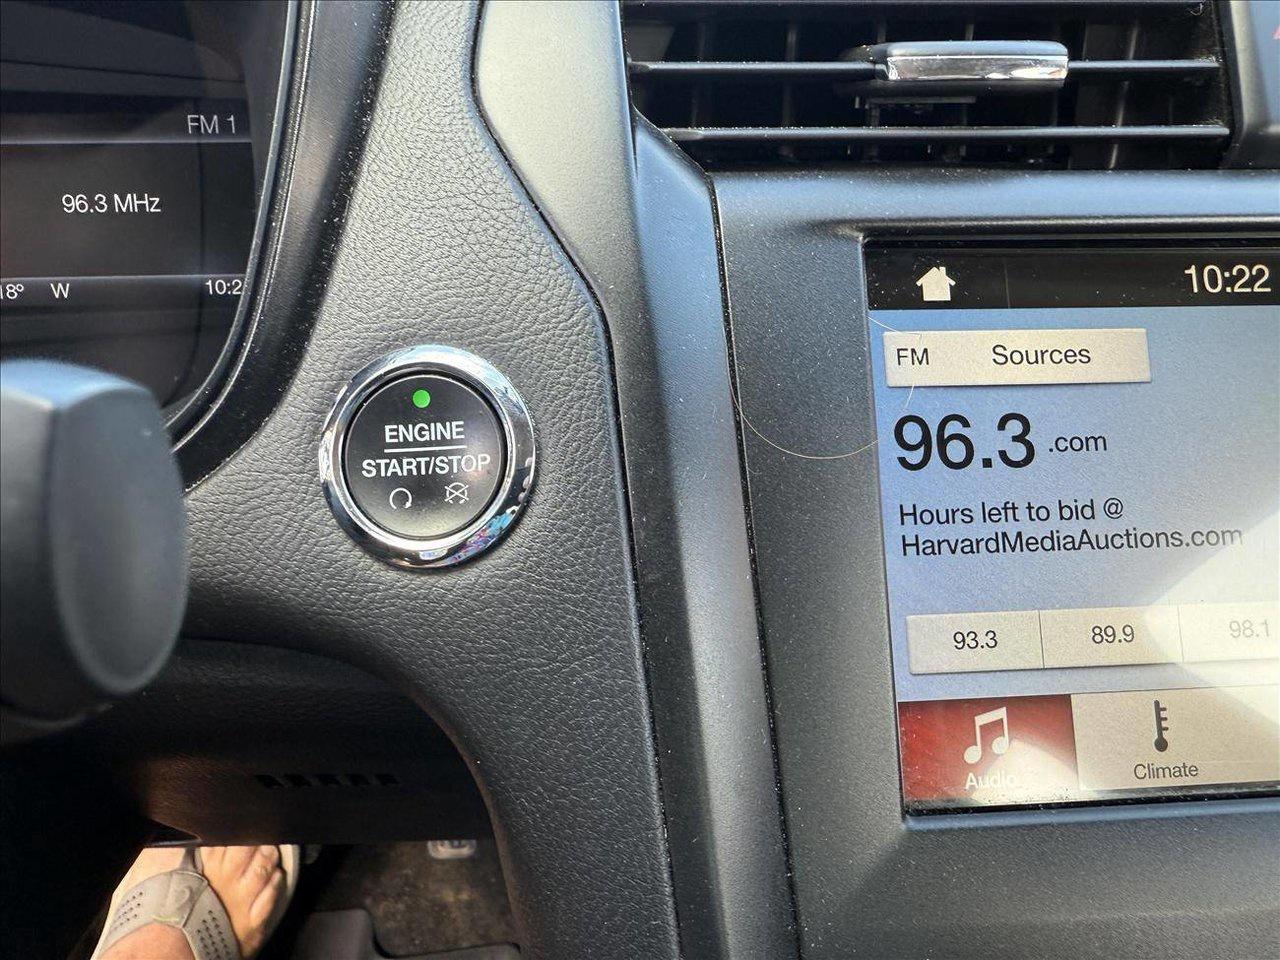 FM 1
96.3 MHz
18° W 10:2
ENGINE
START/STOP
10:22
FM Sources
96.3 .com
Hours left to bid @
HarvardMediaAuctions.com
93.3 89.9 98.1
Audio Climate